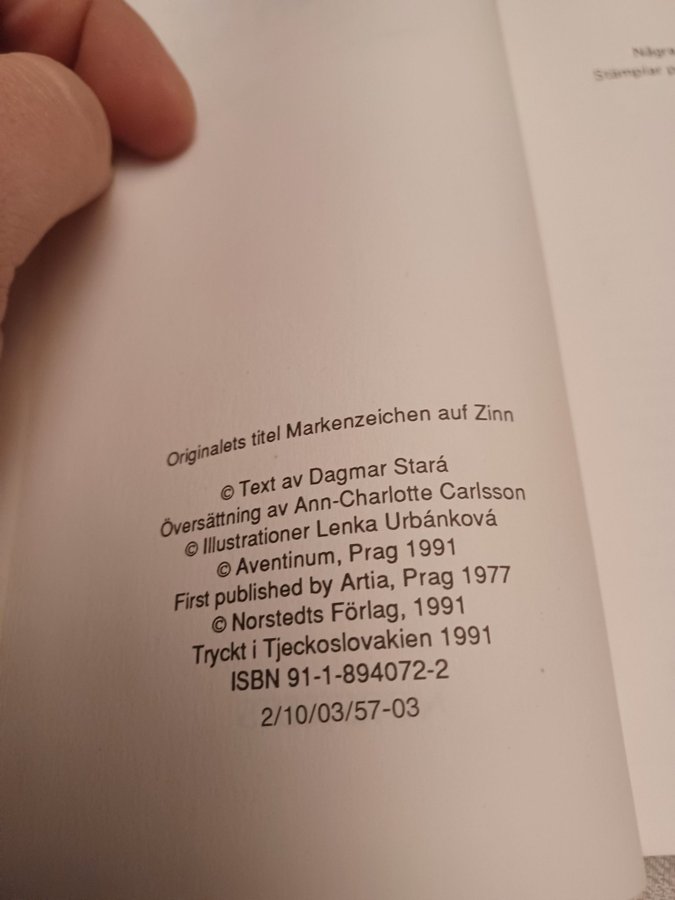 Några
Stämplar
Originalets titel Markenzeichen auf Zinn
© Text av Dagmar Stará
Översättning av Ann-Charlotte Carlsson
© Illustrationer Lenka Urbánková
© Aventinum, Prag 1991
First published by Artia, Prag 1977
© Norstedts Förlag, 1991
Tryckt i Tjeckoslovakien 1991
ISBN 91-1-894072-2
2/10/03/57-03